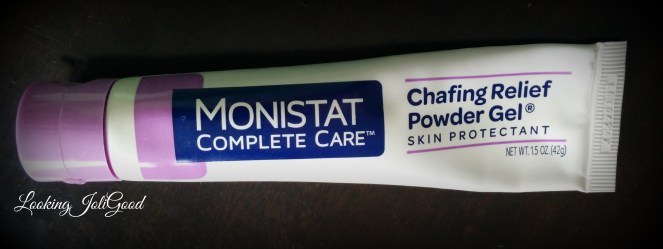 MONISTAT
COMPLETE CARE™
Chafing Relief
Powder Gel®
SKIN PROTECTANT
NET WT. 1.5 OZ. (42g)
Looking JoliGood